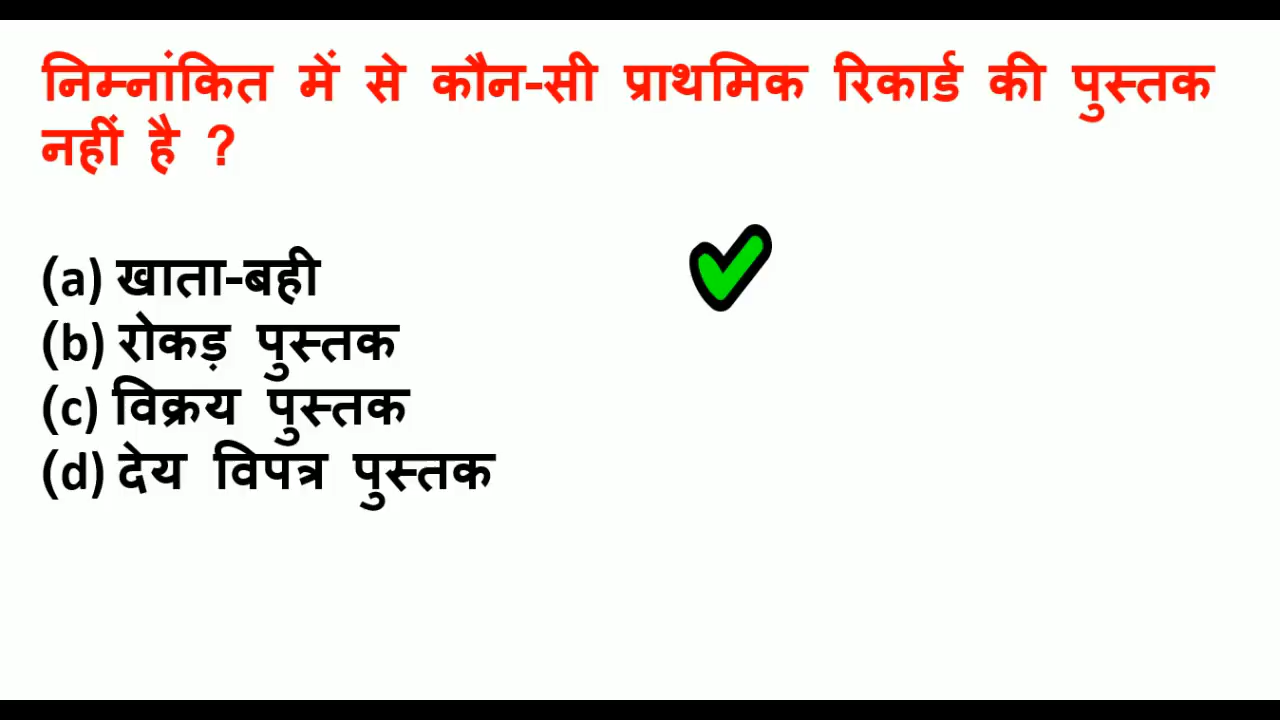 निम्नांकित में से कौन-सी प्राथमिक रिकार्ड की पुस्तक
नहीं है ?
(a) खाता-बही
(b) रोकड़ पुस्तक
(c) विक्रय पुस्तक
(d) देय विपत्र पुस्तक